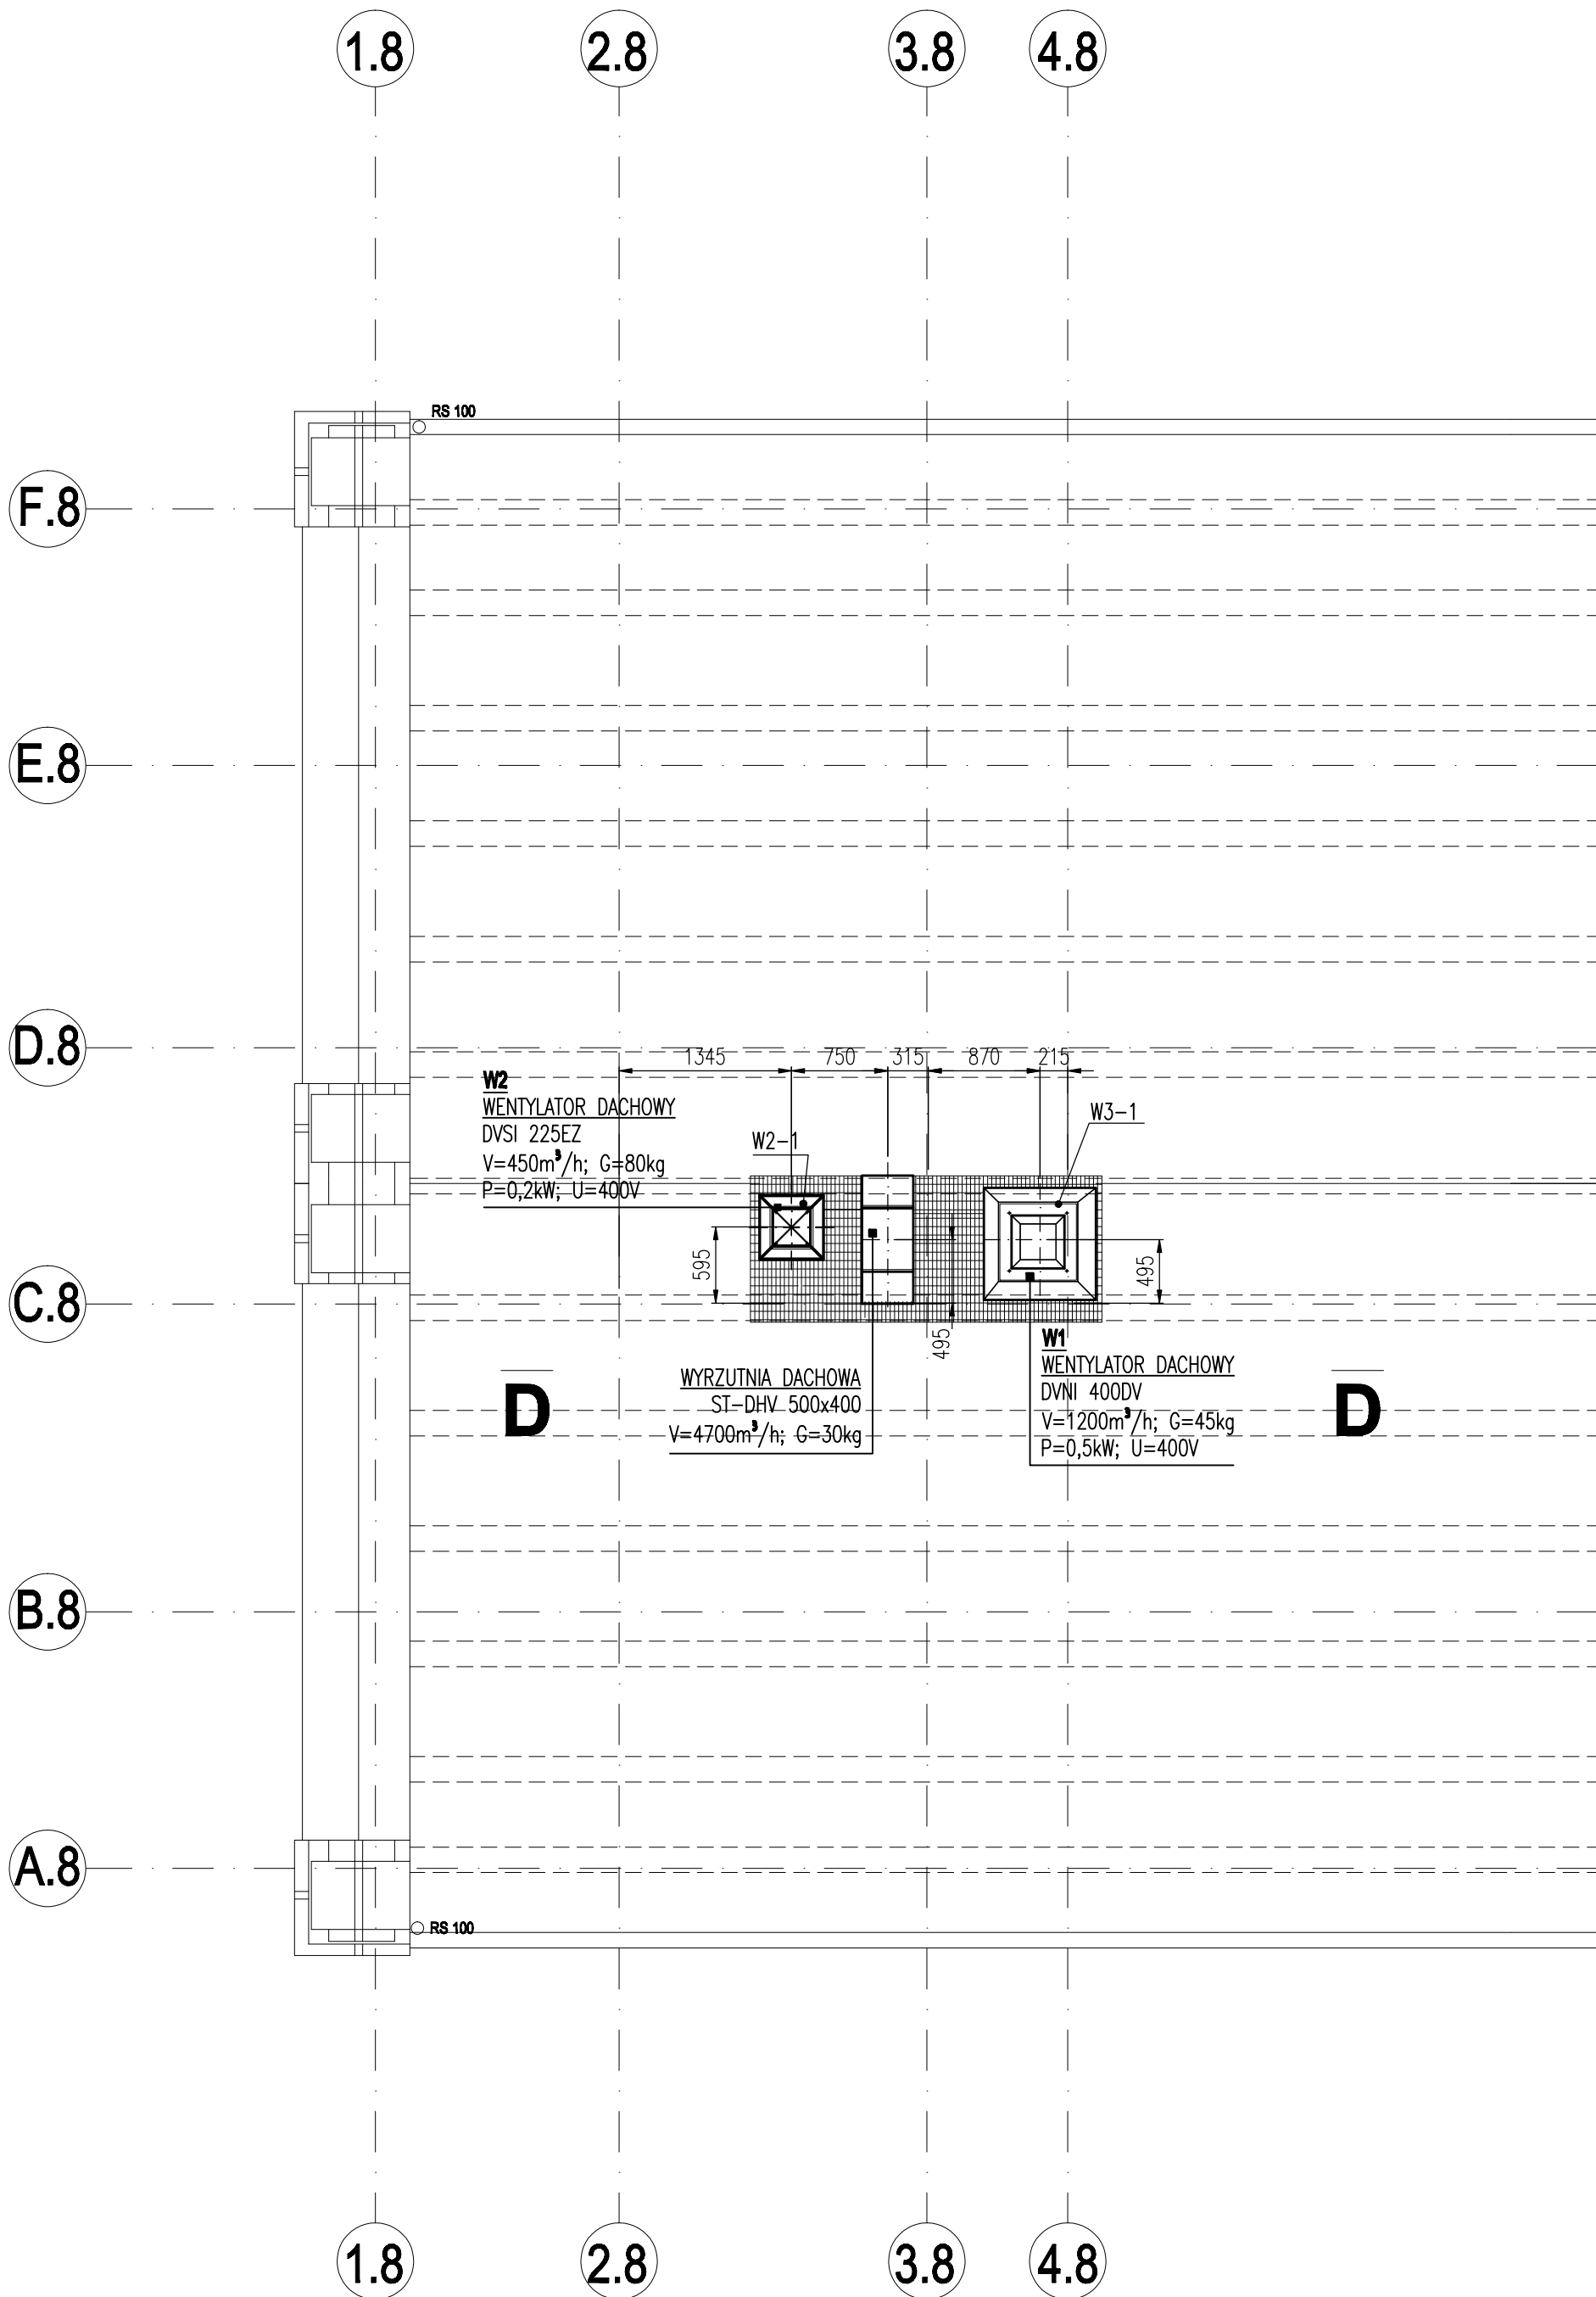 1.8
2.8
3.8
4.8
RS 100
F.8
E.8
D.8
1345
750
315
870
215
W2
WENTYLATOR DACHOWY
DVSI 225EZ
V=450m³/h; G=80kg
P=0,2kW; U=400V
W2-1
W3-1
595
495
495
C.8
WYRZUTNIA DACHOWA
ST-DHV 500x400
V=4700m³/h; G=30kg
W1
WENTYLATOR DACHOWY
DVNI 400DV
V=1200m³/h; G=45kg
P=0,5kW; U=400V
D
D
B.8
A.8
RS 100
1.8
2.8
3.8
4.8